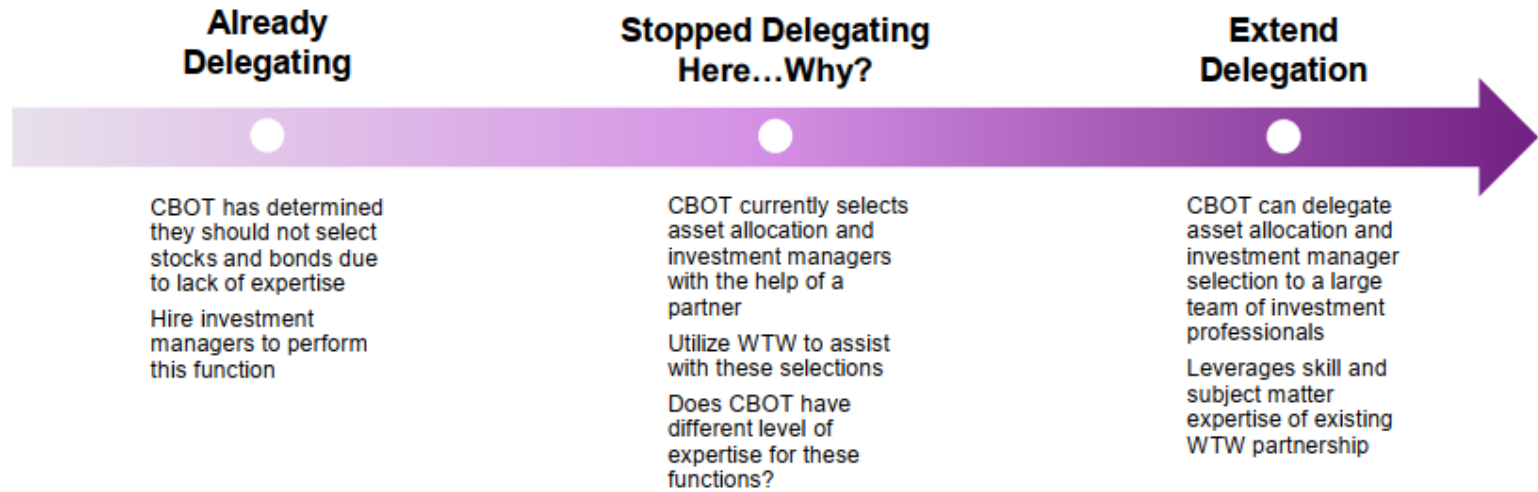 Already
Delegating
CBOT has determined
they should not select
stocks and bonds due
to lack of expertise
Hire investment
managers to perform
this function
Stopped Delegating
Here…Why?
CBOT currently selects
asset allocation and
investment managers
with the help of a
partner
Utilize WTW to assist
with these selections
Does CBOT have
different level of
expertise for these
functions?
Extend
Delegation
CBOT can delegate
asset allocation and
investment manager
selection to a large
team of investment
professionals
Leverages skill and
subject matter
expertise of existing
WTW partnership